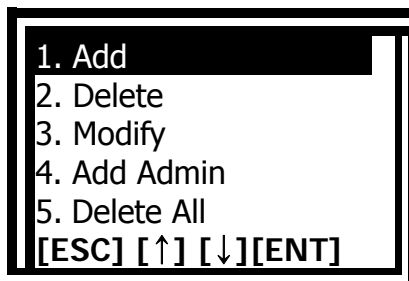 1. Add
2. Delete
3. Modify
4. Add Admin
5. Delete All
[ESC] [↑] [↓][ENT]